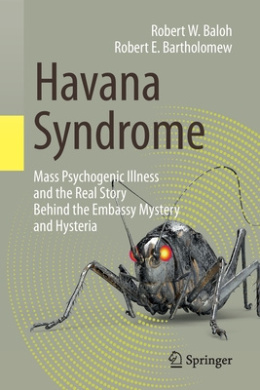 Robert W. Baloh
Robert E. Bartholomew
Havana
Syndrome
Mass Psychogenic Illness
and the Real Story
Behind the Embassy Mystery
and Hysteria
Springer